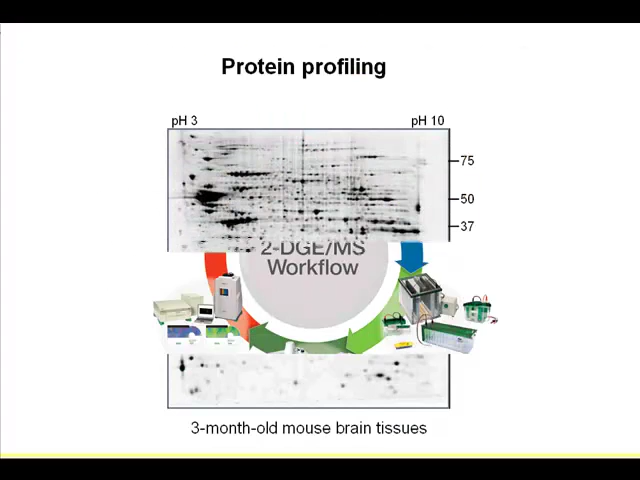 Protein profiling
pH 3
pH 10
75
50
37
2-DGE/MS
Workflow
3-month-old mouse brain tissues